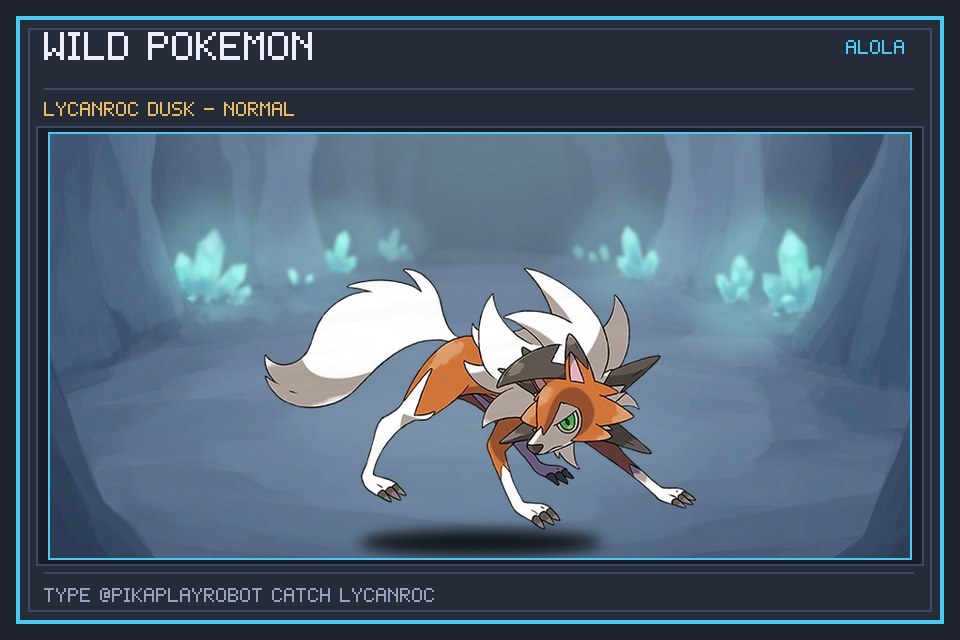 WILD POKEMON
ALOLA
LYCANROC DUSK – NORMAL
TYPE @PIKAPLAYROBOT CATCH LYCANROC